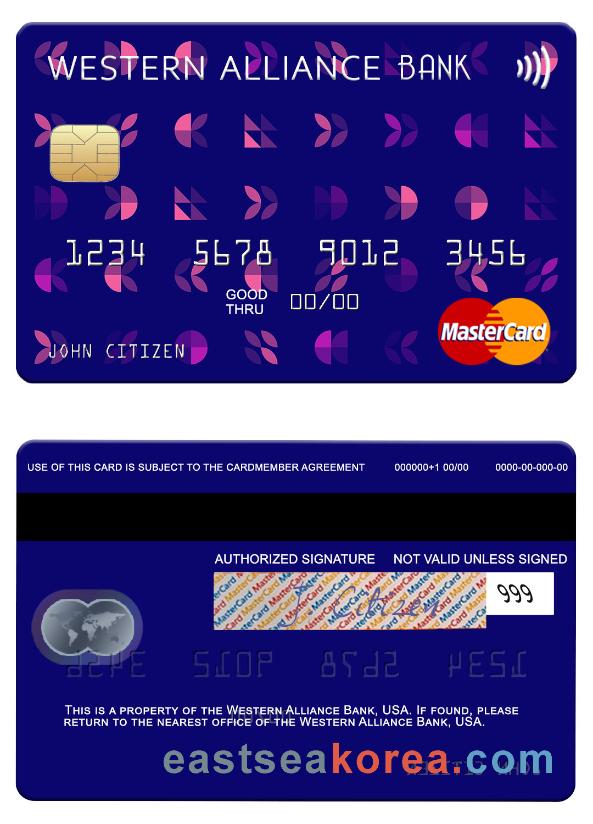 WESTERN ALLIANCE BANK
1234 5678 9012 3456
GOOD THRU 00/00
JOHN CITIZEN
MasterCard
USE OF THIS CARD IS SUBJECT TO THE CARDMEMBER AGREEMENT 000000+1 00/00 0000-00-000-00
AUTHORIZED SIGNATURE NOT VALID UNLESS SIGNED
J. Citizen 999
THIS IS A PROPERTY OF THE WESTERN ALLIANCE BANK, USA. IF FOUND, PLEASE
RETURN TO THE NEAREST OFFICE OF THE WESTERN ALLIANCE BANK, USA.
eastseakorea.com